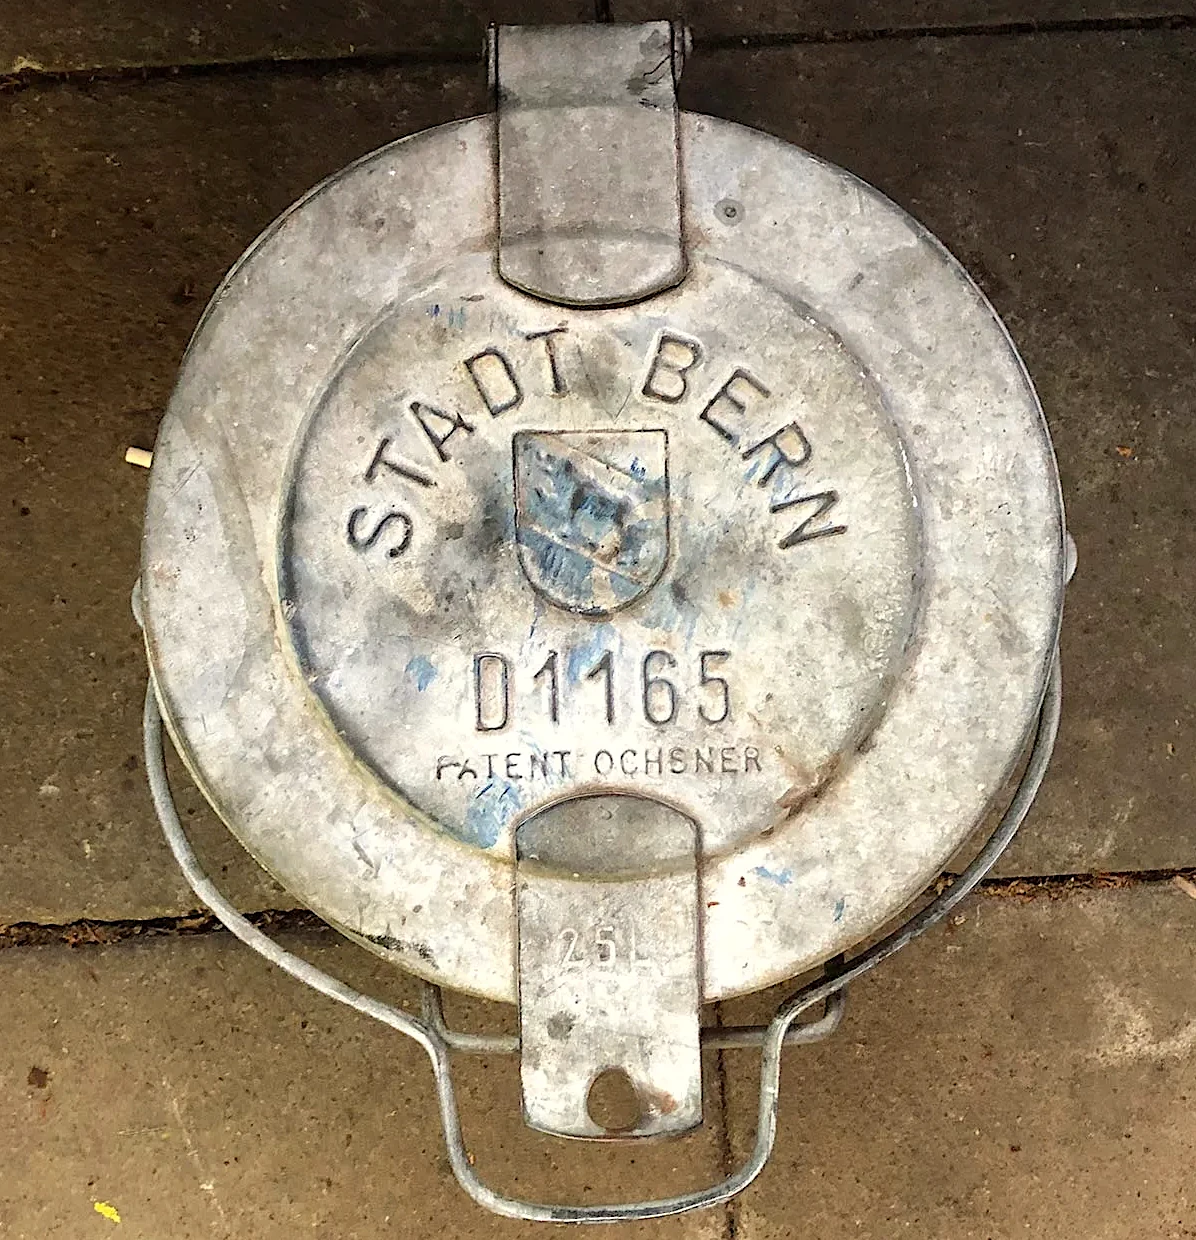 STADT BERN
D1165
PATENT OCHSNER
25L